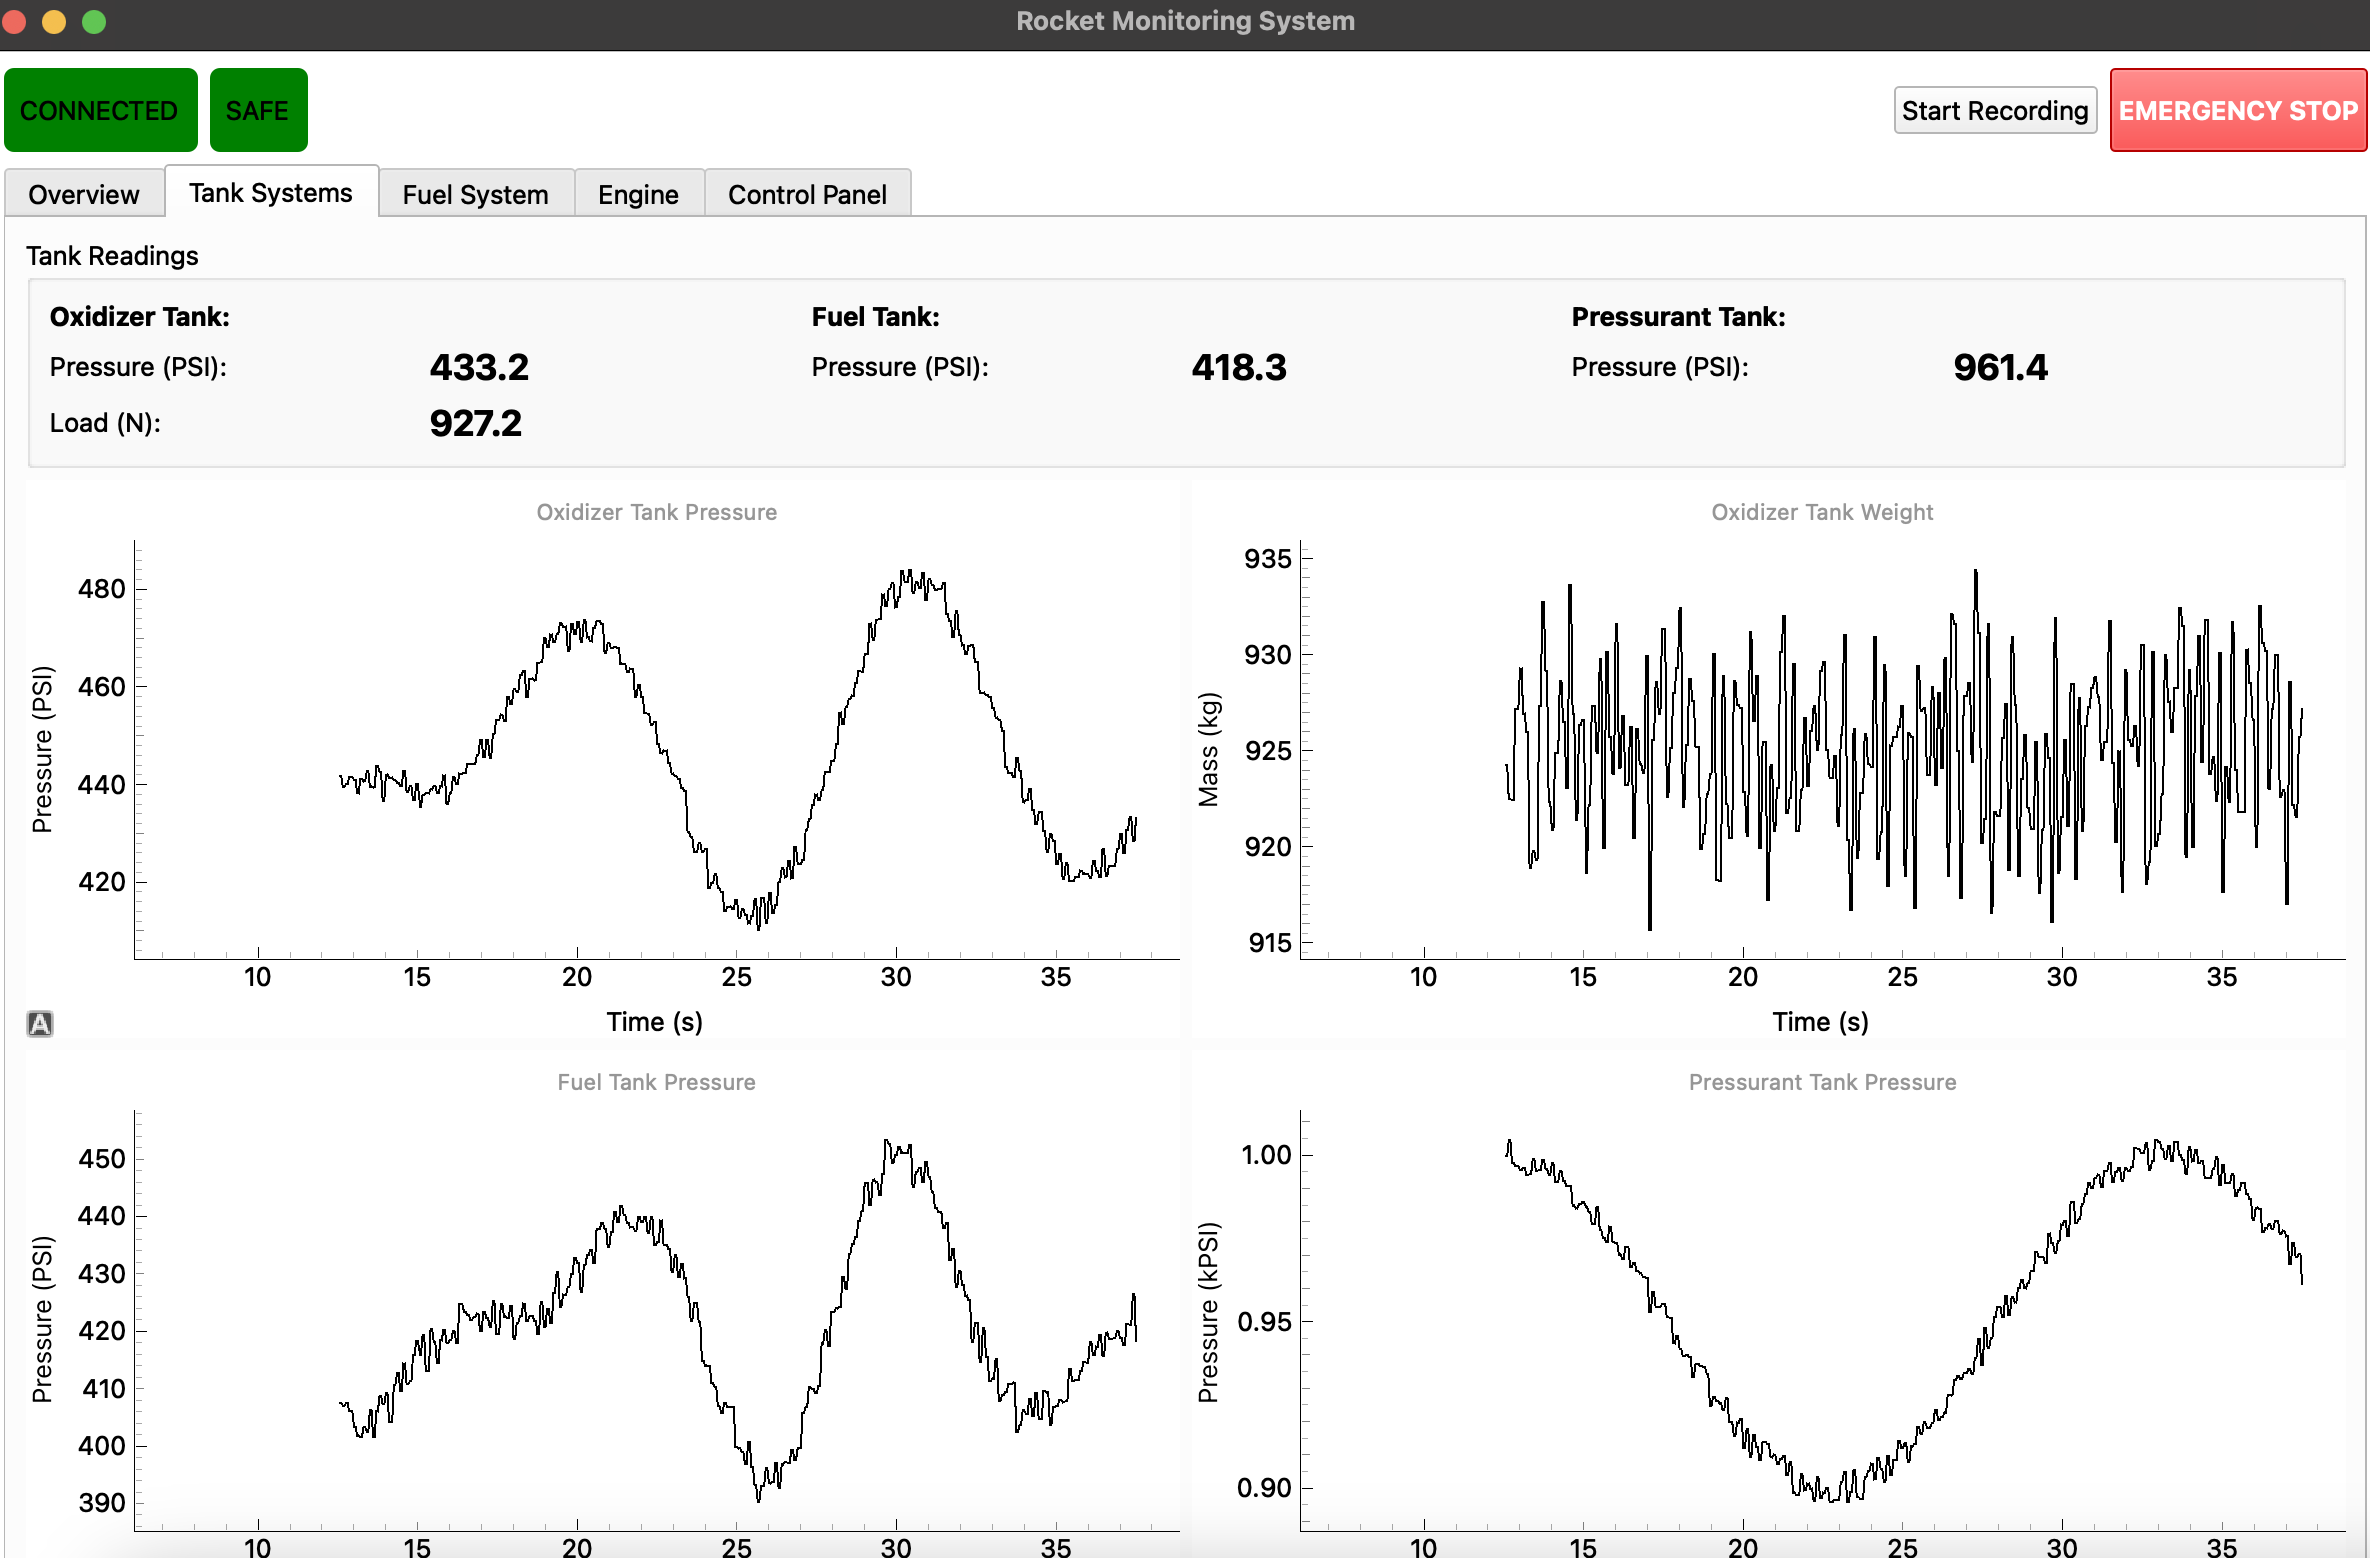 Rocket Monitoring System
CONNECTED SAFE Start Recording EMERGENCY STOP
Overview Tank Systems Fuel System Engine Control Panel
Tank Readings
Oxidizer Tank: Fuel Tank: Pressurant Tank:
Pressure (PSI): 433.2 Pressure (PSI): 418.3 Pressure (PSI): 961.4
Load (N): 927.2
Oxidizer Tank Pressure
Pressure (PSI)
480
460
440
420
10 15 20 25 30 35
Time (s)
A
Oxidizer Tank Weight
Mass (kg)
935
930
925
920
915
10 15 20 25 30 35
Time (s)
Fuel Tank Pressure
Pressure (PSI)
450
440
430
420
410
400
390
10 15 20 25 30 35
Pressurant Tank Pressure
Pressure (kPSI)
1.00
0.95
0.90
10 15 20 25 30 35